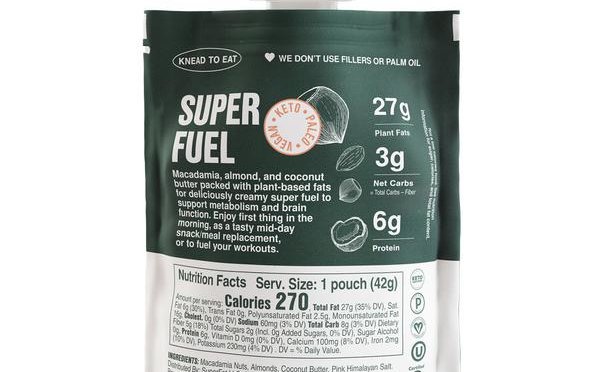 KNEAD TO EAT
WE DON'T USE FILLERS OR PALM OIL
SUPER
FUEL
KETO • PALEO • VEGAN •
Macadamia, almond, and coconut
butter packed with plant-based fats
for deliciously creamy super fuel to
support metabolism and brain
function. Enjoy first thing in the
morning, as a tasty mid-day
snack/meal replacement,
or to fuel your workouts.
27g
Plant Fats
3g
Net Carbs
= Total Carbs – Fiber
6g
Protein
Nutrition Facts Serv. Size: 1 pouch (42g)
Amount per serving: Calories 270, Total Fat 27g (35% DV), Sat.
Fat 6g (30%), Trans Fat 0g, Polyunsaturated Fat 2.5g, Monounsaturated Fat
16g, Cholest. 0g (0% DV) Sodium 60mg (3% DV) Total Carb 8g (3% DV) Dietary
Fiber 5g (18%) Total Sugars 2g (Incl. 0g Added Sugars, 0% DV), Sugar Alcohol
0g, Protein 6g, Vitamin D 0mg (0% DV), Calcium 100mg (8% DV), Iron 2mg
(10% DV) Potassium 230mg (4% DV) : DV = % Daily Value.
INGREDIENTS: Macadamia Nuts, Almonds, Coconut Butter, Pink Himalayan Salt.
KETO
P
U